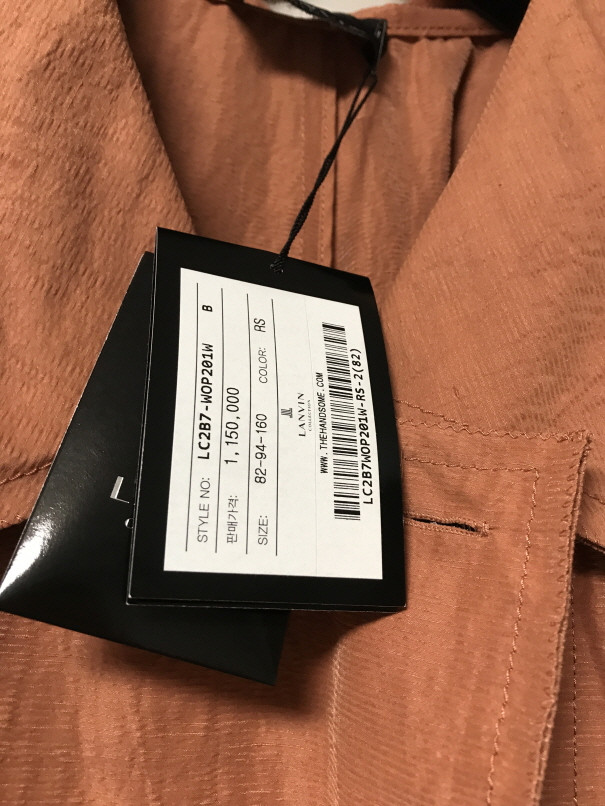 STYLE NO: LC2B7-WOP201W B
판매가격: 1,150,000
SIZE: 82-94-160 COLOR: RS
LANVIN
COLLECTION
WWW.THEHANDSOME.COM
LC2B7WOP201W-RS-2(82)
L